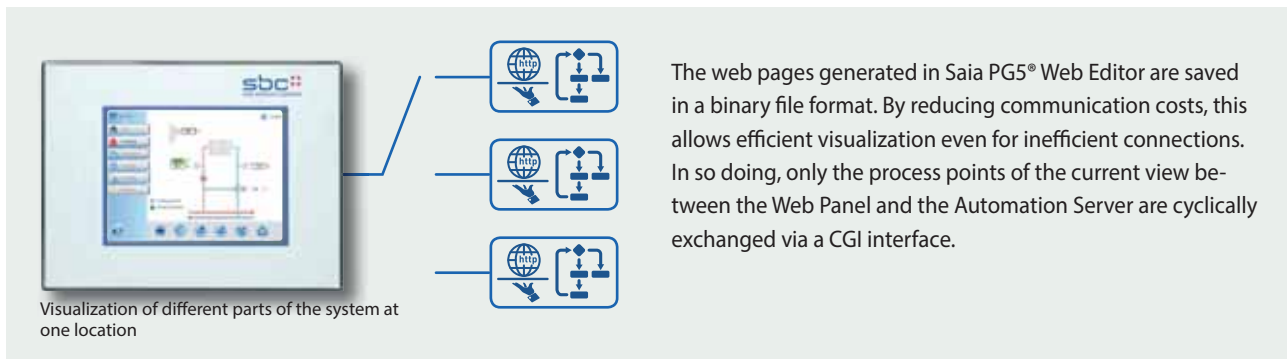 sbc
http
http
http
Visualization of different parts of the system at
one location
The web pages generated in Saia PG5® Web Editor are saved
in a binary file format. By reducing communication costs, this
allows efficient visualization even for inefficient connections.
In so doing, only the process points of the current view be-
tween the Web Panel and the Automation Server are cyclically
exchanged via a CGI interface.